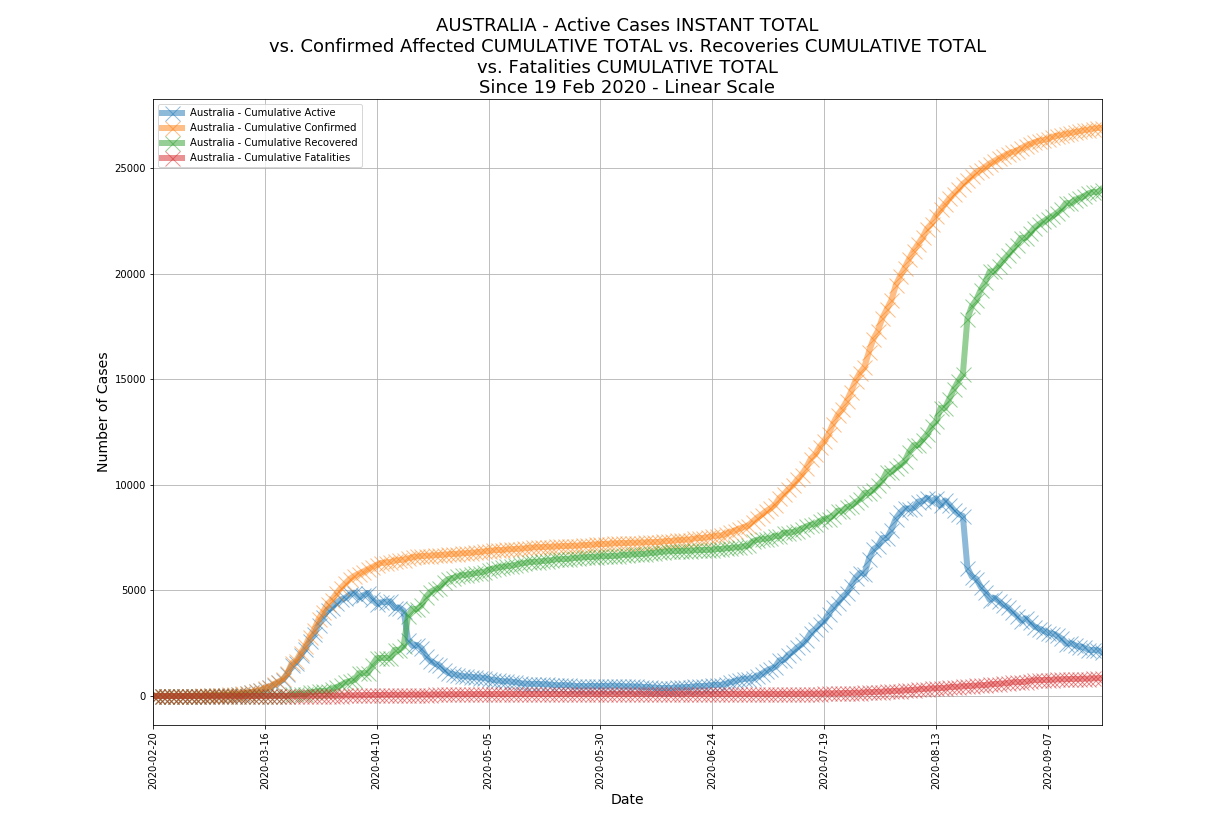 AUSTRALIA - Active Cases INSTANT TOTAL
vs. Confirmed Affected CUMULATIVE TOTAL vs. Recoveries CUMULATIVE TOTAL
vs. Fatalities CUMULATIVE TOTAL
Since 19 Feb 2020 - Linear Scale
Australia - Cumulative Active
Australia - Cumulative Confirmed
Australia - Cumulative Recovered
Australia - Cumulative Fatalities
Number of Cases
25000
20000
15000
10000
5000
0
2020-02-20
2020-03-16
2020-04-10
2020-05-05
2020-05-30
2020-06-24
2020-07-19
2020-08-13
2020-09-07
Date